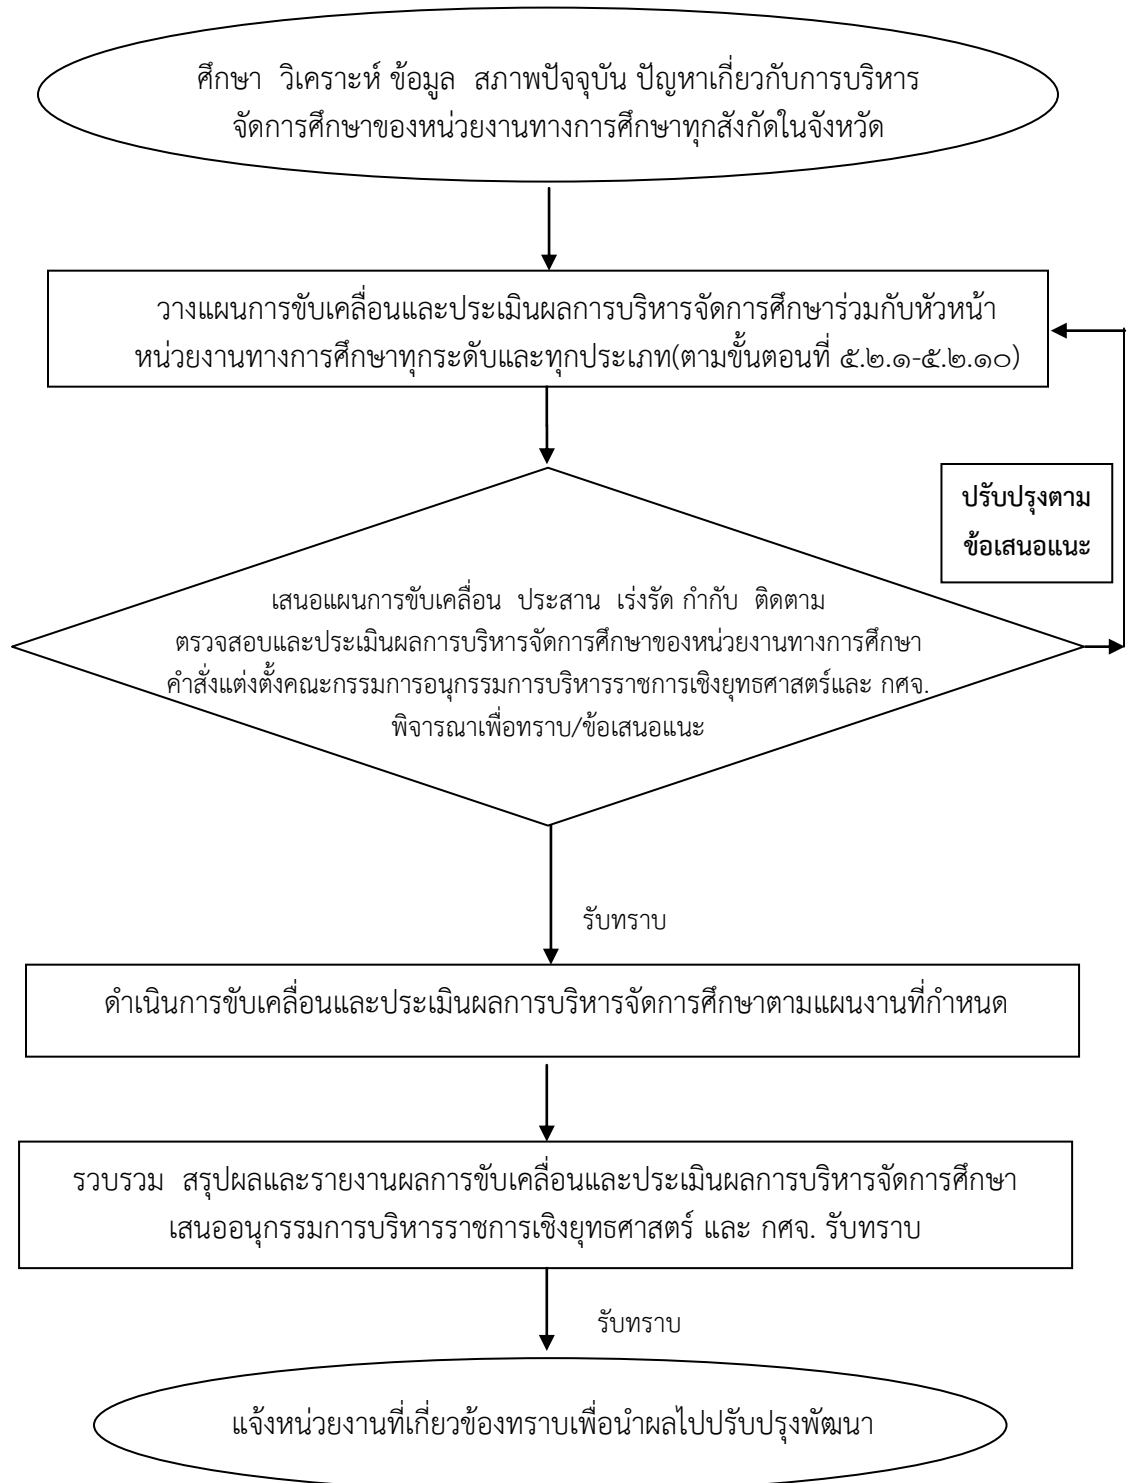 ศึกษา วิเคราะห์ ข้อมูล สภาพปัจจุบัน ปัญหาเกี่ยวกับการบริหาร
จัดการศึกษาของหน่วยงานทางการศึกษาทุกสังกัดในจังหวัด
วางแผนการขับเคลื่อนและประเมินผลการบริหารจัดการศึกษาร่วมกับหัวหน้า
หน่วยงานทางการศึกษาทุกระดับและทุกประเภท(ตามขั้นตอนที่ ๕.๒.๑-๕.๒.๑๐)
ปรับปรุงตาม
ข้อเสนอแนะ
เสนอแผนการขับเคลื่อน ประสาน เร่งรัด กำกับ ติดตาม
ตรวจสอบและประเมินผลการบริหารจัดการศึกษาของหน่วยงานทางการศึกษา
คำสั่งแต่งตั้งคณะกรรมการอนุกรรมการบริหารราชการเชิงยุทธศาสตร์และ กศจ.
พิจารณาเพื่อทราบ/ข้อเสนอแนะ
รับทราบ
ดำเนินการขับเคลื่อนและประเมินผลการบริหารจัดการศึกษาตามแผนงานที่กำหนด
รวบรวม สรุปผลและรายงานผลการขับเคลื่อนและประเมินผลการบริหารจัดการศึกษา
เสนออนุกรรมการบริหารราชการเชิงยุทธศาสตร์ และ กศจ. รับทราบ
รับทราบ
แจ้งหน่วยงานที่เกี่ยวข้องทราบเพื่อนำผลไปปรับปรุงพัฒนา